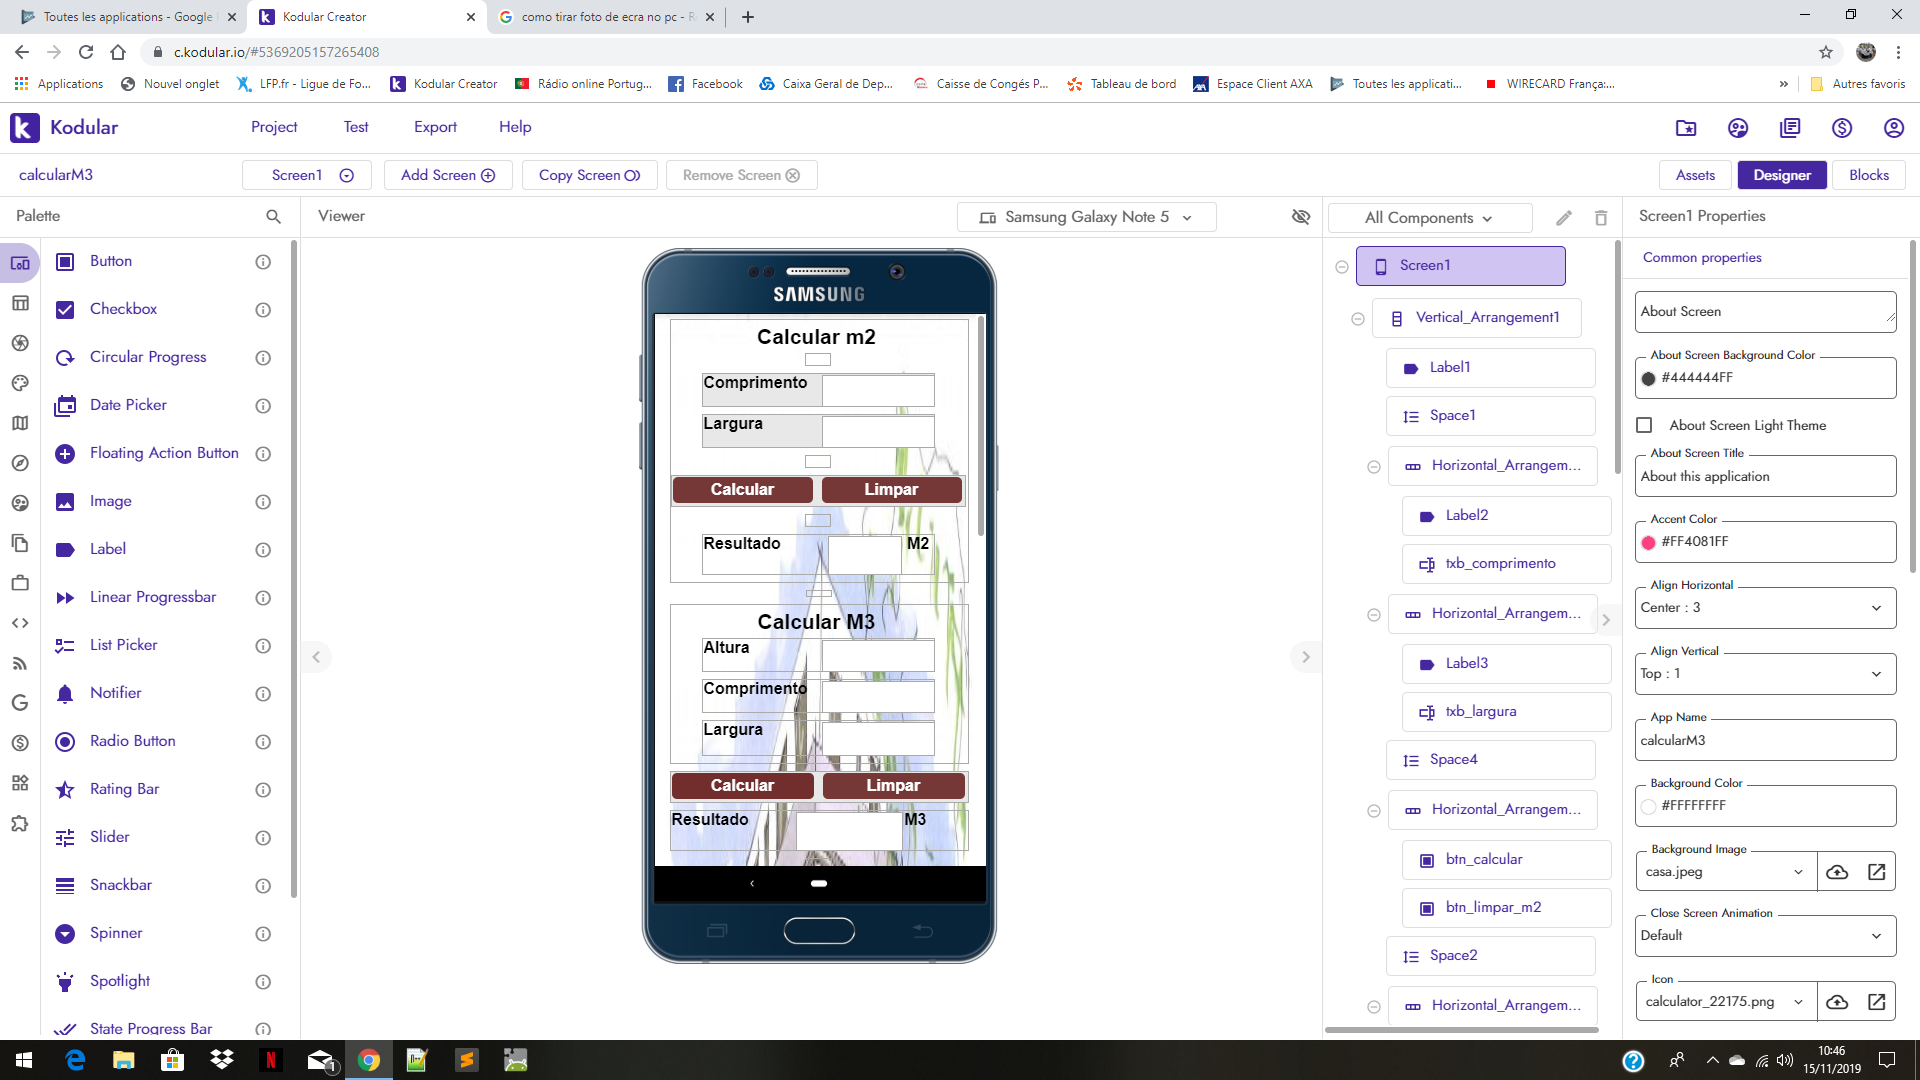 Toutes les applications - Google
Kodular Creator
como tirar foto de ecra no pc - R
c.kodular.io/#5369205157265408
Applications
Nouvel onglet
LFP.fr - Ligue de Fo...
Kodular Creator
Rádio online Portug...
Facebook
Caixa Geral de Dep...
Caisse de Congés P...
Tableau de bord
Espace Client AXA
Toutes les applicati...
WIRECARD França:...
»
Autres favoris
Kodular
Project
Test
Export
Help
calcularM3
Screen1
Add Screen
Copy Screen
Remove Screen
Assets
Designer
Blocks
Palette
Viewer
Samsung Galaxy Note 5
All Components
Screen1 Properties
Button
Checkbox
Circular Progress
Date Picker
Floating Action Button
Image
Label
Linear Progressbar
List Picker
Notifier
Radio Button
Rating Bar
Slider
Snackbar
Spinner
Spotlight
State Progress Bar
SAMSUNG
Calcular m2
Comprimento
Largura
Calcular
Limpar
Resultado
M2
Calcular M3
Altura
Comprimento
Largura
Calcular
Limpar
Resultado
M3
Screen1
Vertical_Arrangement1
Label1
Space1
Horizontal_Arrangem...
Label2
txb_comprimento
Horizontal_Arrangem...
Label3
txb_largura
Space4
Horizontal_Arrangem...
btn_calcular
btn_limpar_m2
Space2
Horizontal_Arrangem...
Common properties
About Screen
About Screen Background Color
#444444FF
About Screen Light Theme
About Screen Title
About this application
Accent Color
#FF4081FF
Align Horizontal
Center : 3
Align Vertical
Top : 1
App Name
calcularM3
Background Color
#FFFFFFFF
Background Image
casa.jpeg
Close Screen Animation
Default
Icon
calculator_22175.png
1
10:46
15/11/2019